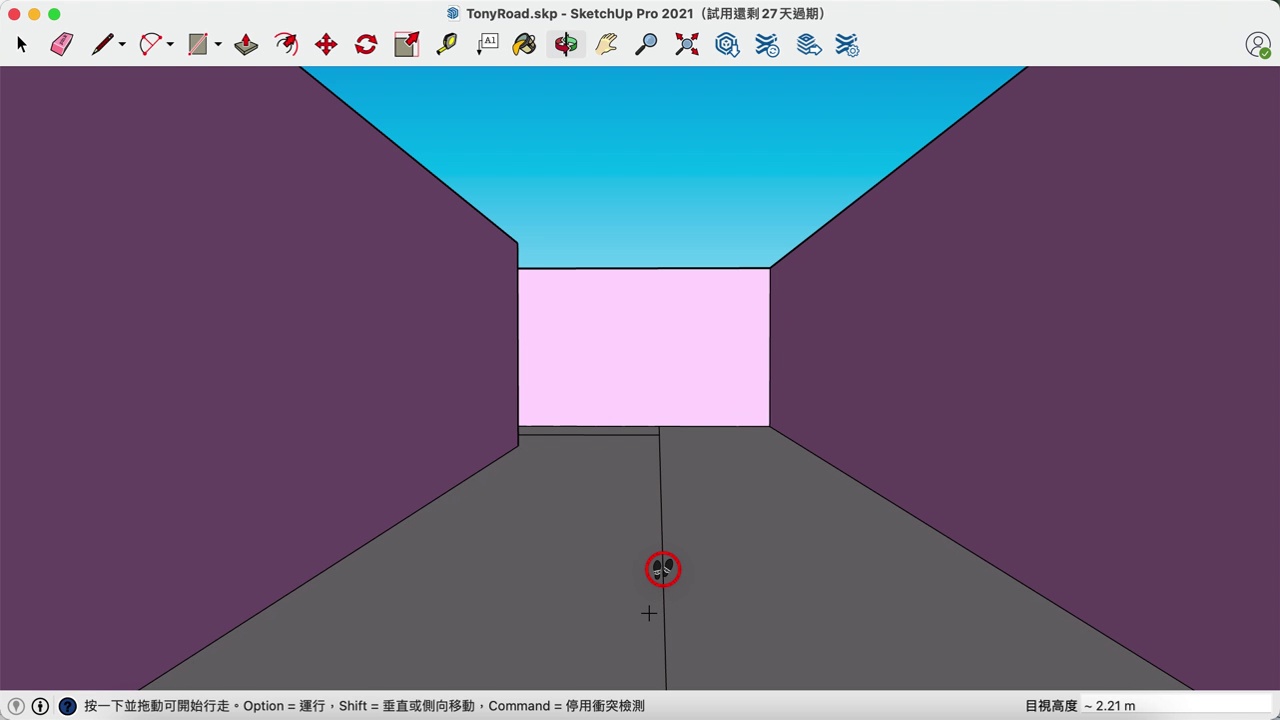 TonyRoad.skp - SketchUp Pro 2021（試用還剩 27 天過期）
A1
按一下並拖動可開始行走。Option = 運行，Shift = 垂直或側向移動，Command = 停用衝突檢測
目視高度 ~ 2.21 m